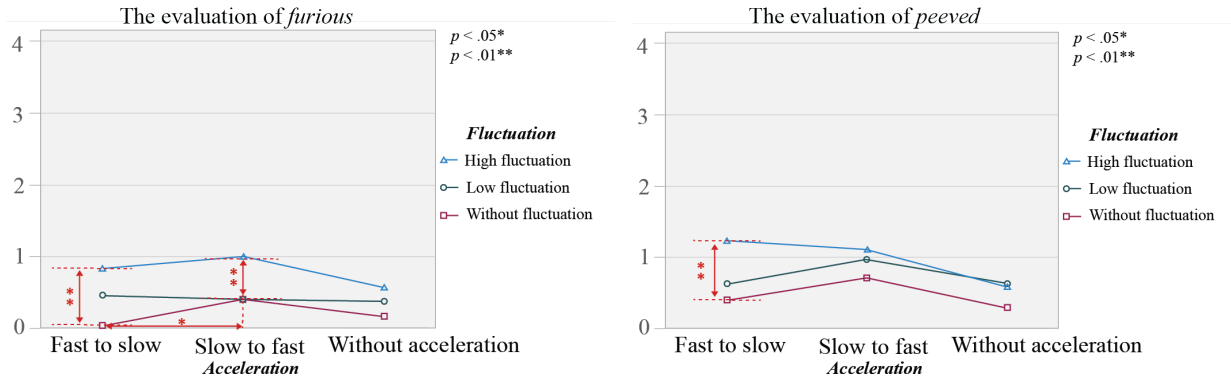 The evaluation of furious
p < .05*
p < .01**
4
3
2
1
0
**
**
*
Fluctuation
High fluctuation
Low fluctuation
Without fluctuation
Fast to slow
Slow to fast
Without acceleration
Acceleration
The evaluation of peeved
p < .05*
p < .01**
4
3
2
1
0
**
Fluctuation
High fluctuation
Low fluctuation
Without fluctuation
Fast to slow
Slow to fast
Without acceleration
Acceleration